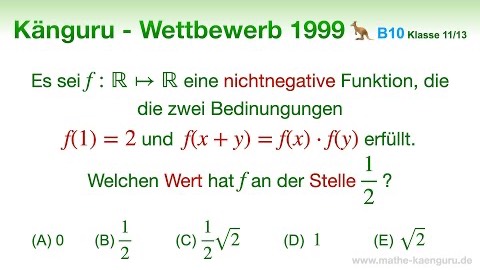 Känguru - Wettbewerb 1999 🦘 B10 Klasse 11/13
Es sei f : ℝ ↦ ℝ eine nichtnegative Funktion, die
die zwei Bedinungungen
f(1) = 2 und f(x + y) = f(x) · f(y) erfüllt.
Welchen Wert hat f an der Stelle 1/2 ?
(A) 0 (B) 1/2 (C) 1/2 √2 (D) 1 (E) √2
www.mathe-kaenguru.de